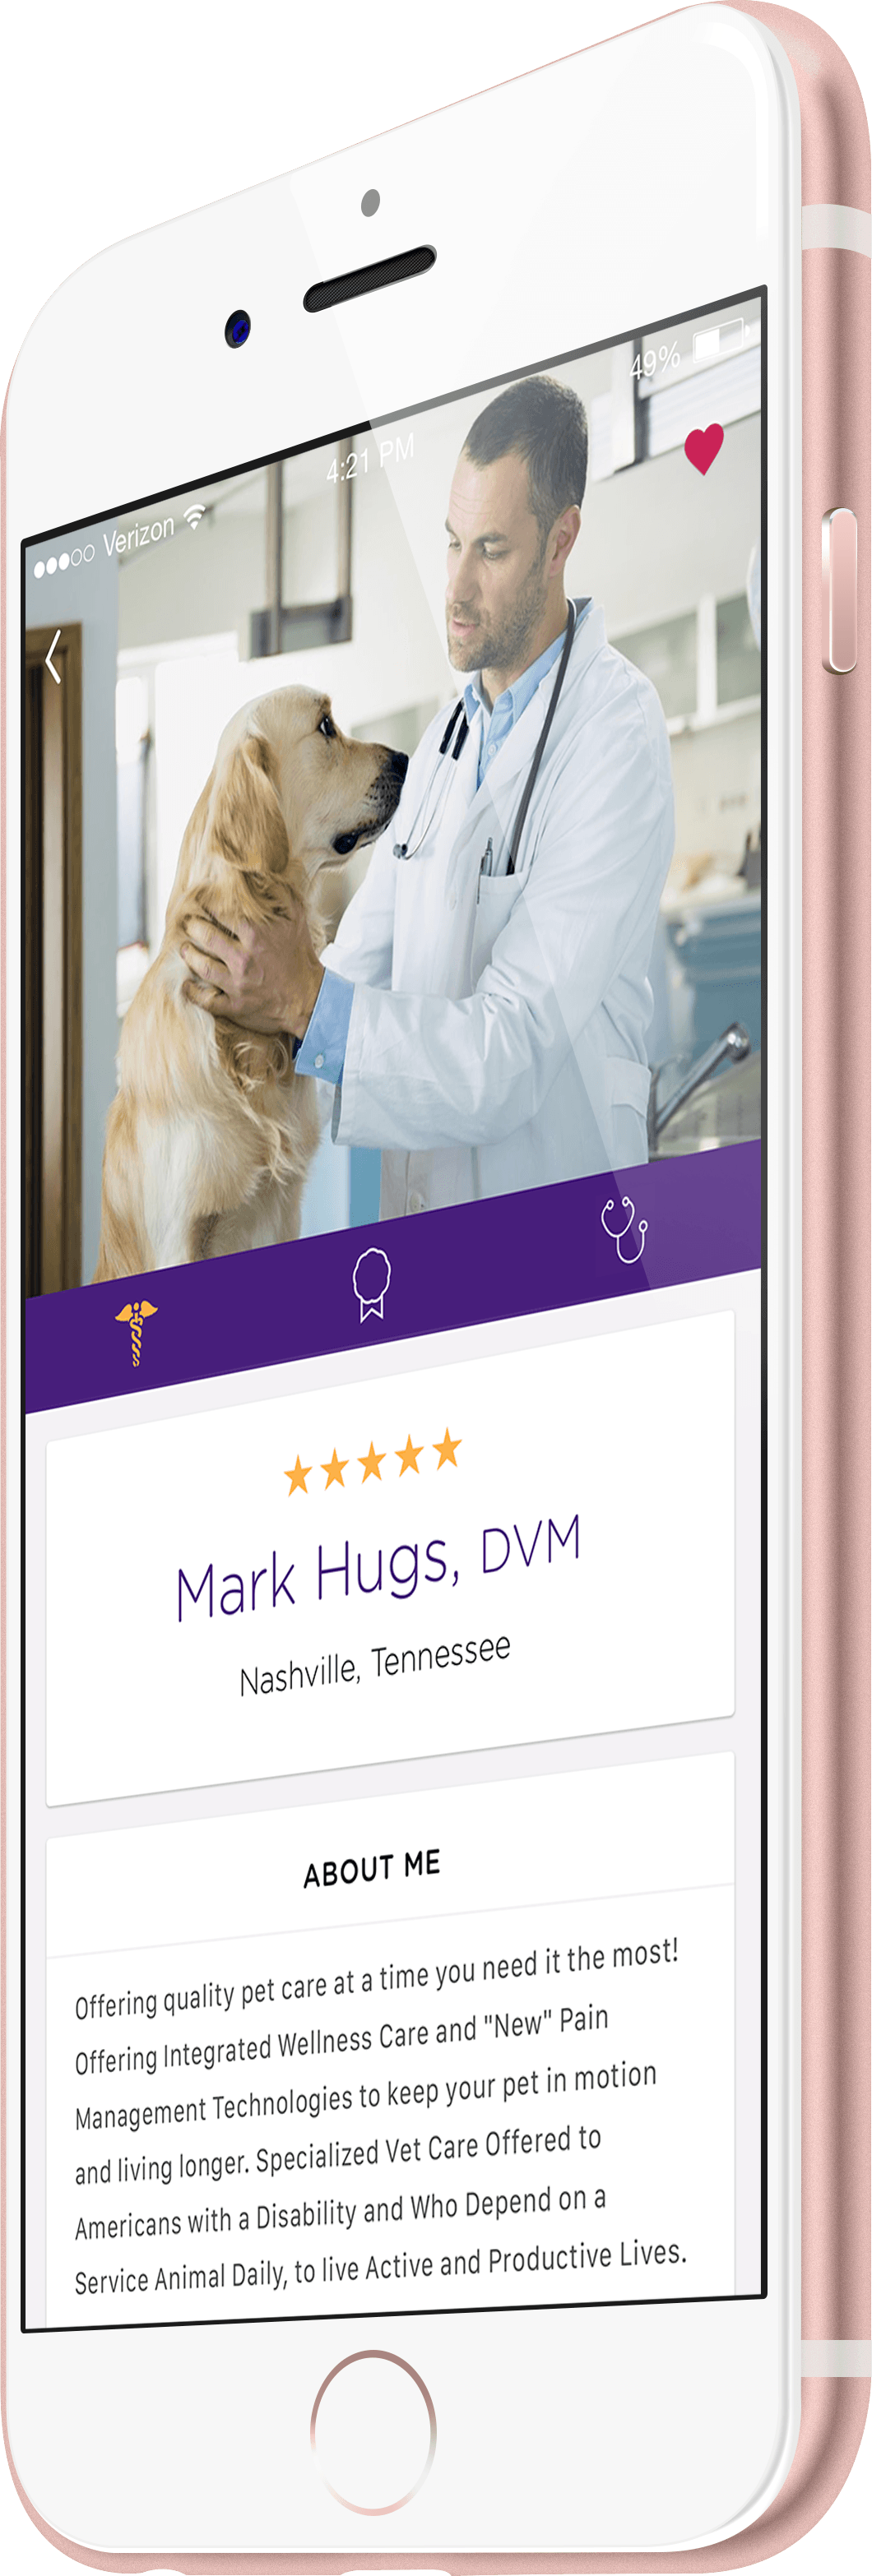 Verizon 4:21 PM 49%
Mark Hugs, DVM
Nashville, Tennessee
ABOUT ME
Offering quality pet care at a time you need it the most!
Offering Integrated Wellness Care and "New" Pain
Management Technologies to keep your pet in motion
and living longer. Specialized Vet Care Offered to
Americans with a Disability and Who Depend on a
Service Animal Daily, to live Active and Productive Lives.